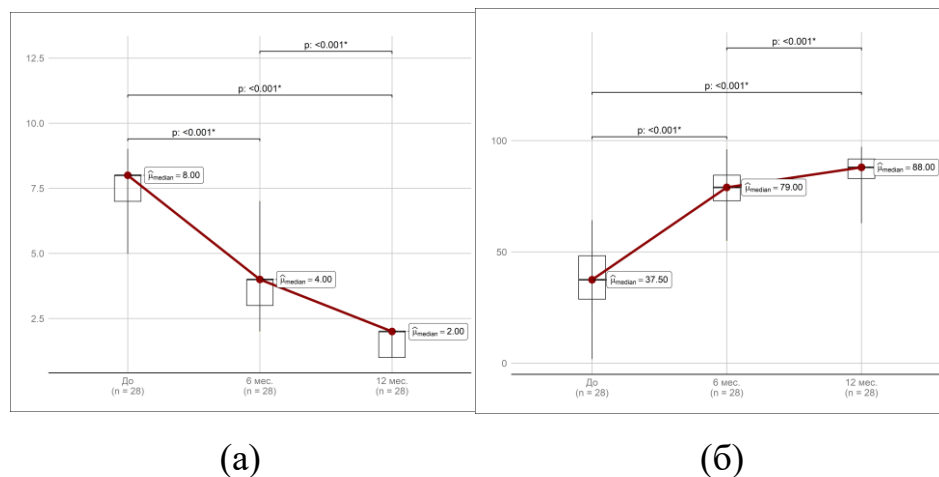 p: <0.001*
12.5
p: <0.001*
10.0
p: <0.001*
μ̂median = 8.00
7.5
5.0
μ̂median = 4.00
2.5
μ̂median = 2.00
До
(n = 28)
6 мес.
(n = 28)
12 мес.
(n = 28)
(а)
p: <0.001*
p: <0.001*
p: <0.001*
100
μ̂median = 88.00
μ̂median = 79.00
50
μ̂median = 37.50
0
До
(n = 28)
6 мес.
(n = 28)
12 мес.
(n = 28)
(б)